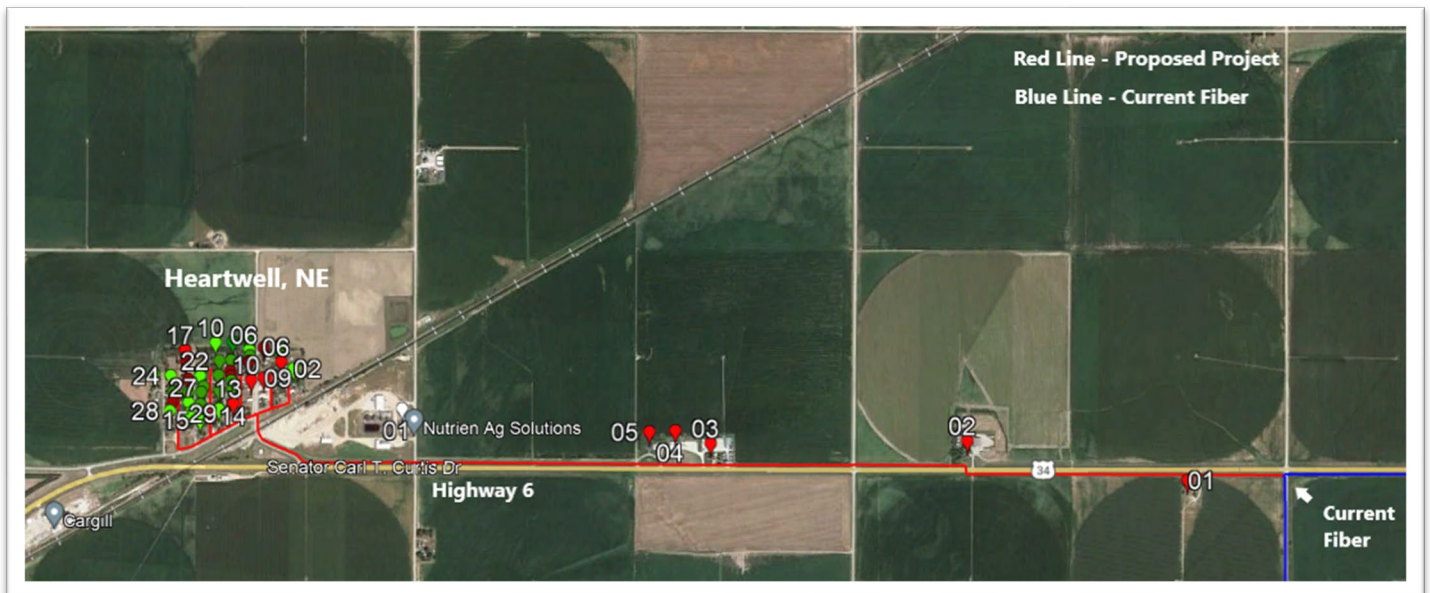 Red Line - Proposed Project
Blue Line - Current Fiber
Heartwell, NE
17 10 06
06
22 10 02
24 09
27 13
28 15 29 14
01 Nutrien Ag Solutions
05 03
04
02
Senator Carl T. Curtis Dr
34
01
Highway 6
Cargill
Current
Fiber